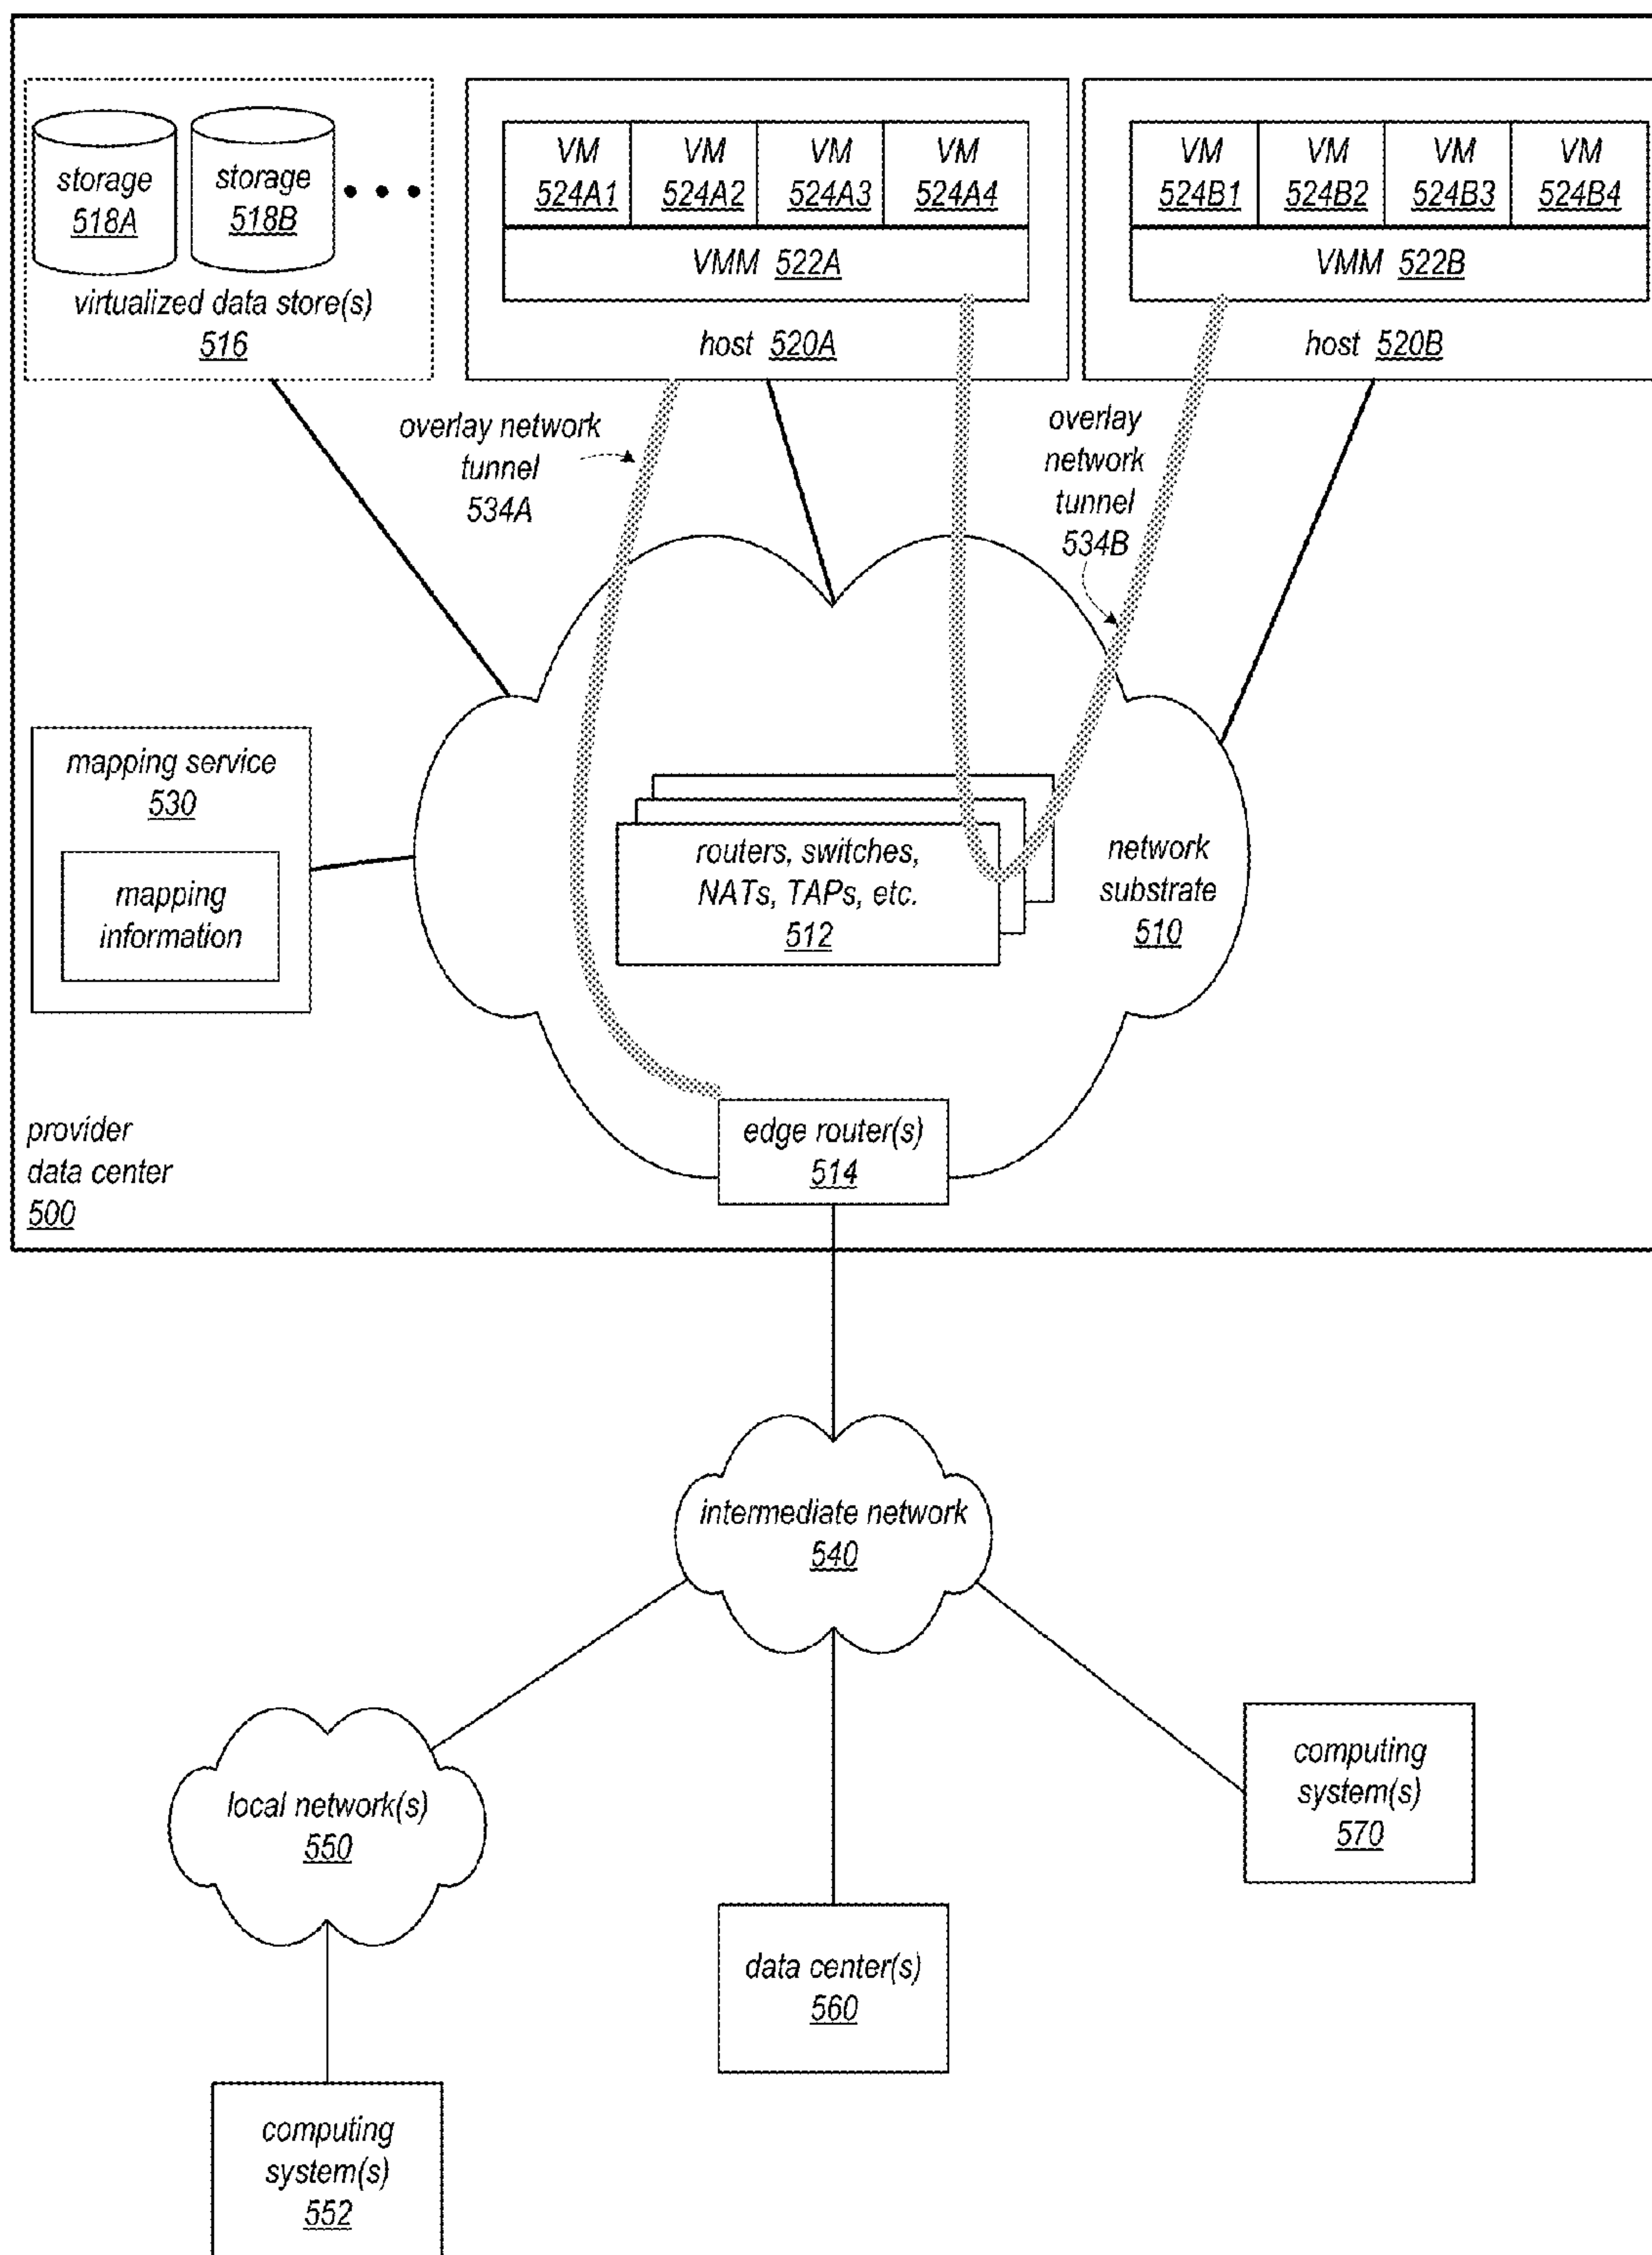 storage
518A
storage
518B
virtualized data store(s)
516
VM
524A1
VM
524A2
VM
524A3
VM
524A4
VMM 522A
host 520A
VM
524B1
VM
524B2
VM
524B3
VM
524B4
VMM 522B
host 520B
overlay network
tunnel
534A
overlay
network
tunnel
534B
mapping service
530
mapping
information
routers, switches,
NATs, TAPs, etc.
512
network
substrate
510
edge router(s)
514
provider
data center
500
intermediate network
540
local network(s)
550
computing
system(s)
570
data center(s)
560
computing
system(s)
552